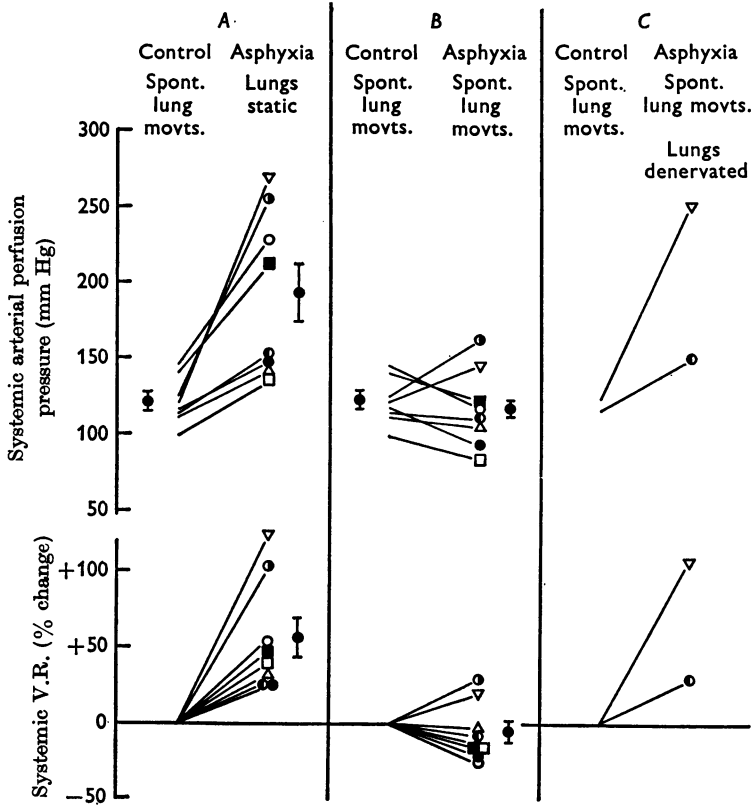 A
B
C
Control
Asphyxia
Control
Asphyxia
Control
Asphyxia
Spont.
lung
movts.
Lungs
static
Spont.
lung
movts.
Spont.
lung
movts.
Spont.
lung
movts.
Spont.
lung movts.
Lungs
denervated
Systemic arterial perfusion
pressure (mm Hg)
300
250
200
150
100
50
Systemic V.R. (% change)
+100
+50
0
−50